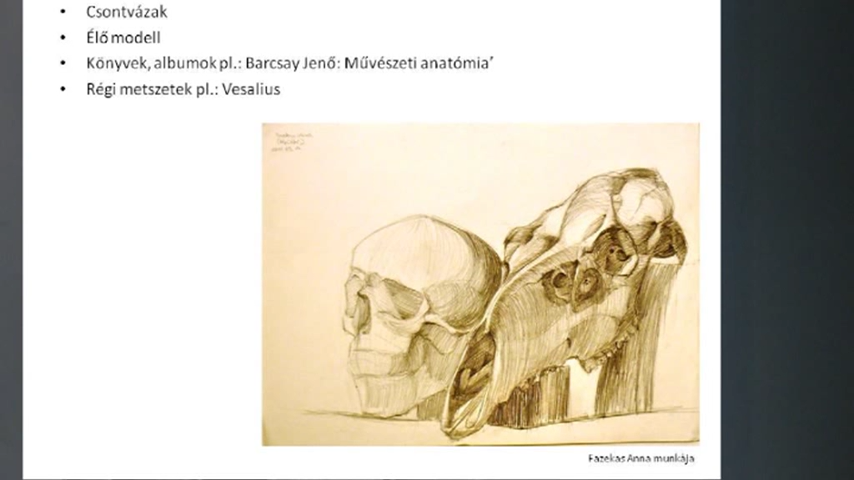 • Csontvázak
• Élő modell
• Könyvek, albumok pl.: Barcsay Jenő: Művészeti anatómia’
• Régi metszetek pl.: Vesalius
Fazekas Anna munkája